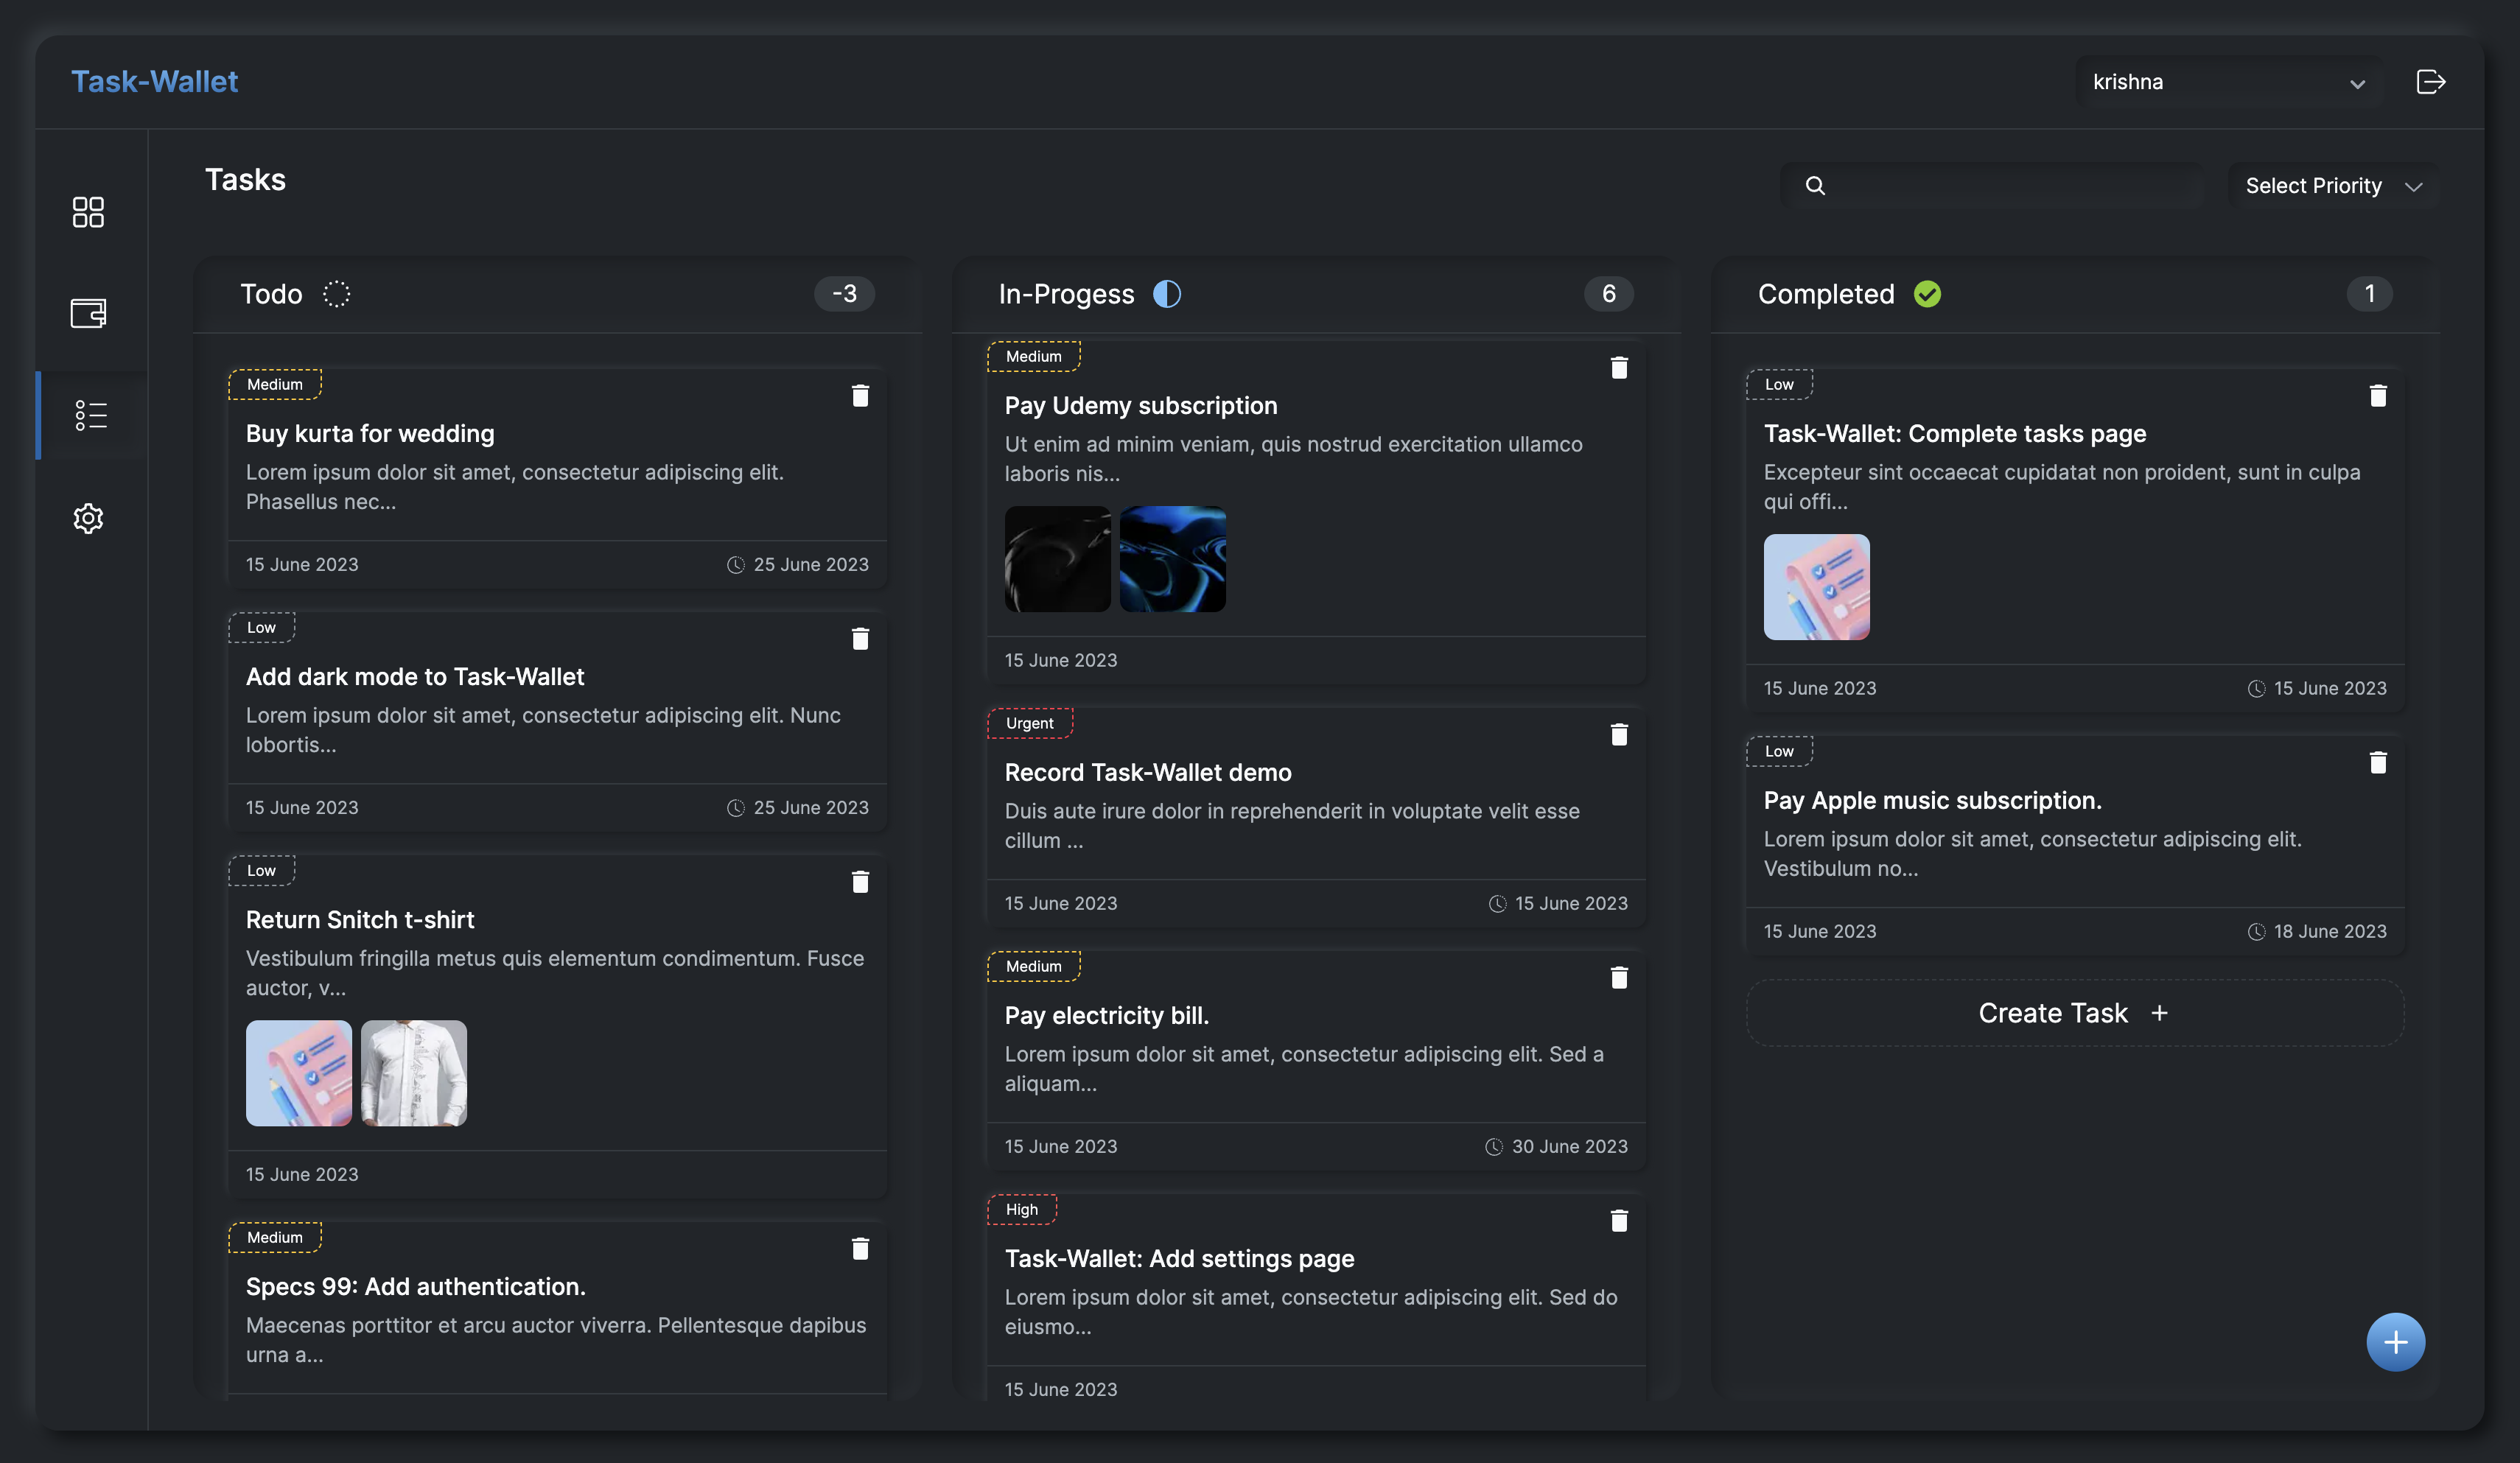 Task-Wallet
krishna
Tasks
Select Priority
Todo
-3
Medium
Buy kurta for wedding
Lorem ipsum dolor sit amet, consectetur adipiscing elit.
Phasellus nec...
15 June 2023
25 June 2023
Low
Add dark mode to Task-Wallet
Lorem ipsum dolor sit amet, consectetur adipiscing elit. Nunc
lobortis...
15 June 2023
25 June 2023
Low
Return Snitch t-shirt
Vestibulum fringilla metus quis elementum condimentum. Fusce
auctor, v...
15 June 2023
Medium
Specs 99: Add authentication.
Maecenas porttitor et arcu auctor viverra. Pellentesque dapibus
urna a...
In-Progess
6
Medium
Pay Udemy subscription
Ut enim ad minim veniam, quis nostrud exercitation ullamco
laboris nis...
15 June 2023
Urgent
Record Task-Wallet demo
Duis aute irure dolor in reprehenderit in voluptate velit esse
cillum ...
15 June 2023
15 June 2023
Medium
Pay electricity bill.
Lorem ipsum dolor sit amet, consectetur adipiscing elit. Sed a
aliquam...
15 June 2023
30 June 2023
High
Task-Wallet: Add settings page
Lorem ipsum dolor sit amet, consectetur adipiscing elit. Sed do
eiusmo...
15 June 2023
Completed
1
Low
Task-Wallet: Complete tasks page
Excepteur sint occaecat cupidatat non proident, sunt in culpa
qui offi...
15 June 2023
15 June 2023
Low
Pay Apple music subscription.
Lorem ipsum dolor sit amet, consectetur adipiscing elit.
Vestibulum no...
15 June 2023
18 June 2023
Create Task +